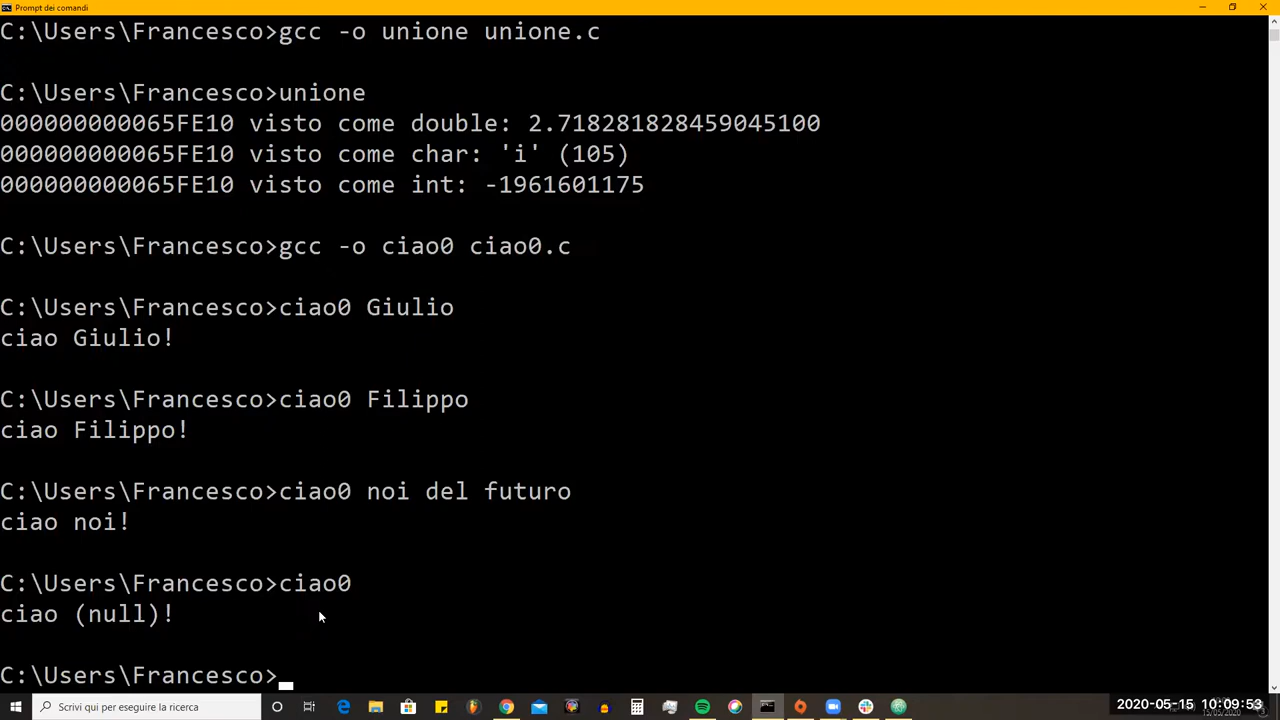 Prompt dei comandi
C:\Users\Francesco>gcc -o unione unione.c
C:\Users\Francesco>unione
000000000065FE10 visto come double: 2.718281828459045100
000000000065FE10 visto come char: 'i' (105)
000000000065FE10 visto come int: -1961601175
C:\Users\Francesco>gcc -o ciao0 ciao0.c
C:\Users\Francesco>ciao0 Giulio
ciao Giulio!
C:\Users\Francesco>ciao0 Filippo
ciao Filippo!
C:\Users\Francesco>ciao0 noi del futuro
ciao noi!
C:\Users\Francesco>ciao0
ciao (null)!
C:\Users\Francesco>
Scrivi qui per eseguire la ricerca
2020-05-15 10:09:53